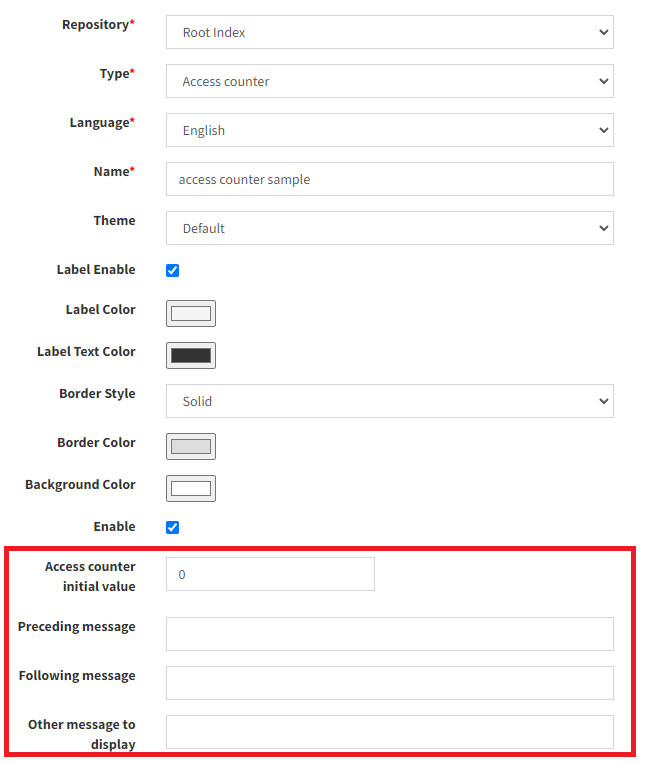 Repository* Root Index
Type* Access counter
Language* English
Name* access counter sample
Theme Default
Label Enable
Label Color
Label Text Color
Border Style Solid
Border Color
Background Color
Enable
Access counter
initial value 0
Preceding message
Following message
Other message to
display